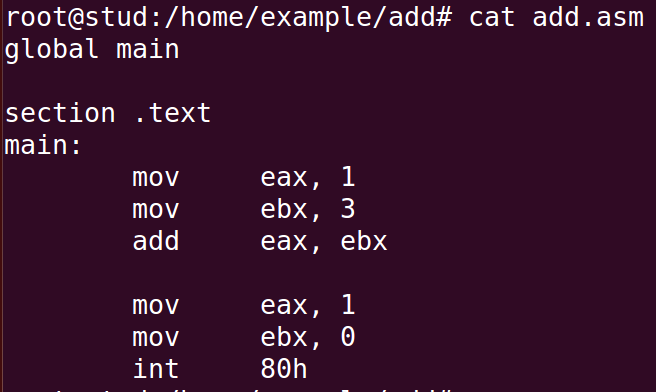 root@stud:/home/example/add# cat add.asm
global main
section .text
main:
mov eax, 1
mov ebx, 3
add eax, ebx
mov eax, 1
mov ebx, 0
int 80h